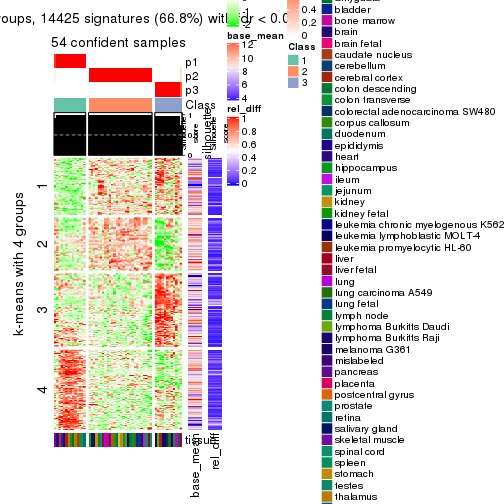 oups, 14425 signatures (66.8%) with fdr < 0.0
54 confident samples
p1
p2
p3
Class
1
0.5
0
silhouette
score
k-means with 4 groups
1
2
3
4
tissue
base_mean
rel_diff
-2
base_mean
12
10
8
6
4
rel_diff
1
0.8
0.6
0.4
0.2
0
0.4
0.2
0
Class
1
2
3
bladder
bone marrow
brain
brain fetal
caudate nucleus
cerebellum
cerebral cortex
colon descending
colon transverse
colorectal adenocarcinoma SW480
corpus callosum
duodenum
epididymis
heart
hippocampus
ileum
jejunum
kidney
kidney fetal
leukemia chronic myelogenous K562
leukemia lymphoblastic MOLT-4
leukemia promyelocytic HL-60
liver
liver fetal
lung
lung carcinoma A549
lung fetal
lymph node
lymphoma Burkitts Daudi
lymphoma Burkitts Raji
melanoma G361
mislabeled
pancreas
placenta
postcentral gyrus
prostate
retina
salivary gland
skeletal muscle
spinal cord
spleen
stomach
testes
thalamus